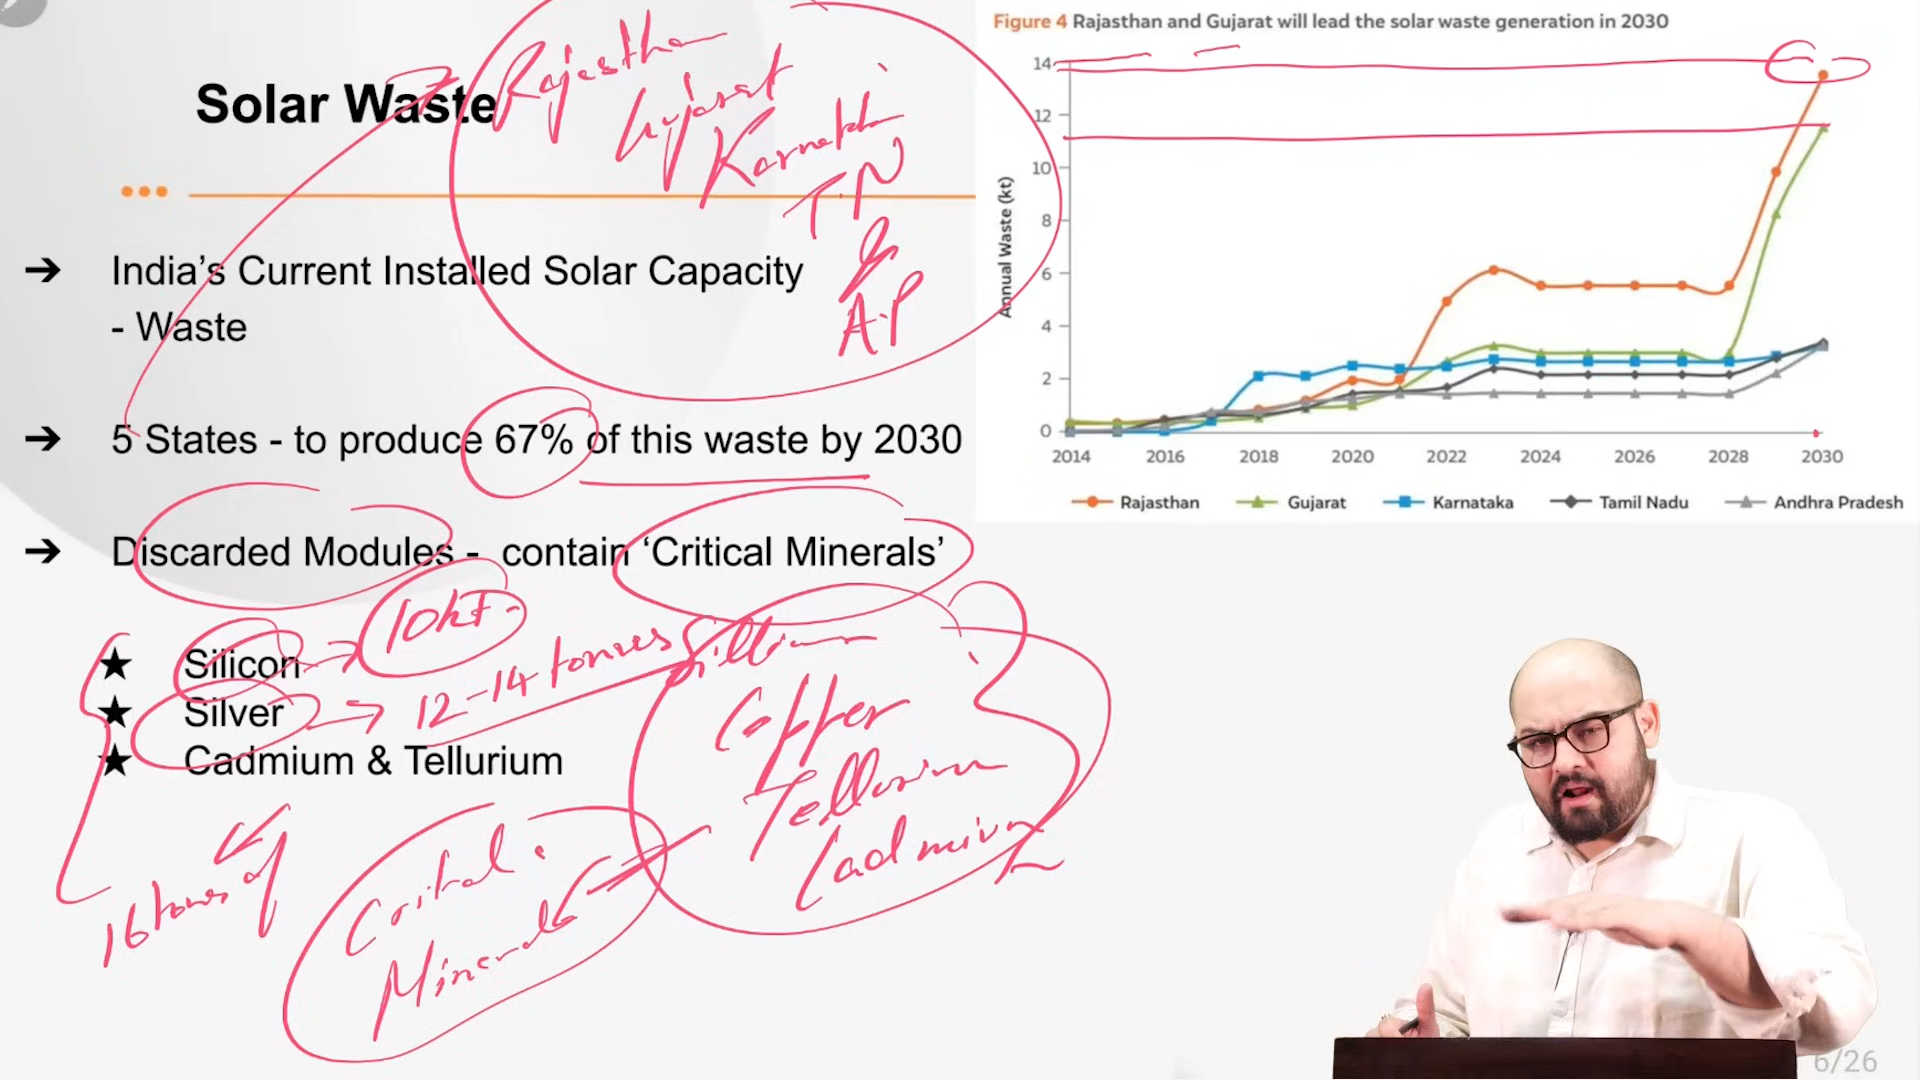 Solar Waste
Rajasthan
Gujarat
Karnataka
T.N
&
A.P
➔ India's Current Installed Solar Capacity
- Waste
➔ 5 States - to produce 67% of this waste by 2030
➔ Discarded Modules - contain 'Critical Minerals'
★ Silicon
10kt
★ Silver
12-14 tonnes
★ Cadmium & Tellurium
Copper
Tellurium
Cadmium
16 tones of
Critical
Minerals
Figure 4 Rajasthan and Gujarat will lead the solar waste generation in 2030
Annual Waste (kt)
14
12
10
8
6
4
2
0
2014 2016 2018 2020 2022 2024 2026 2028 2030
Rajasthan Gujarat Karnataka Tamil Nadu Andhra Pradesh
6/26